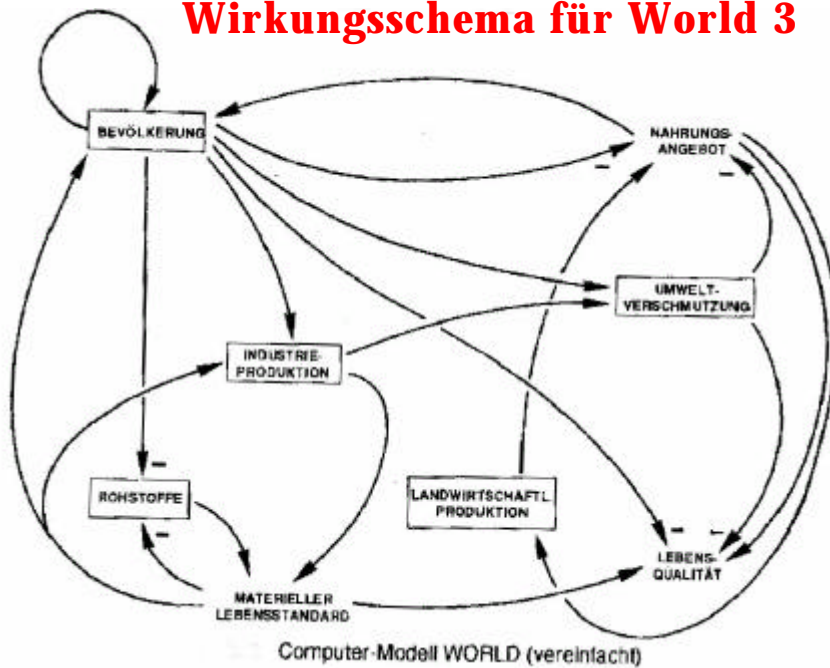 Wirkungsschema für World 3
BEVÖLKERUNG
NAHRUNGS-
ANGEBOT
UMWELT-
VERSCHMUTZUNG
INDUSTRIE-
PRODUKTION
ROHSTOFFE
LANDWIRTSCHAFTL.
PRODUKTION
LEBENS-
QUALITÄT
MATERIELLER
LEBENSSTANDARD
Computer-Modell WORLD (vereinfacht)